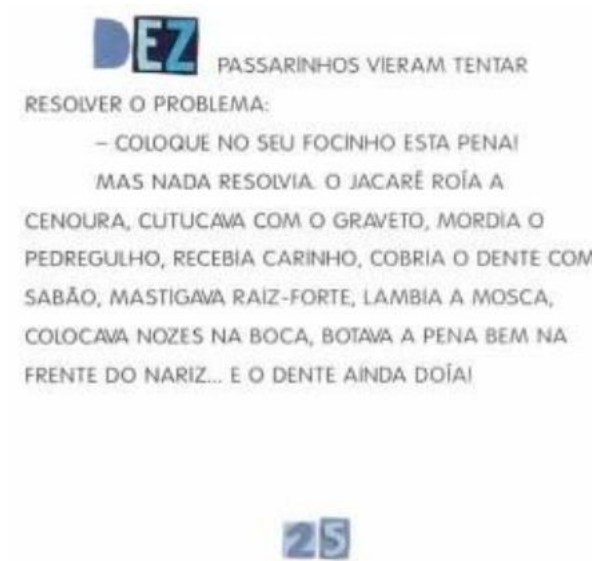 DEZ PASSARINHOS VIERAM TENTAR
RESOLVER O PROBLEMA:
– COLOQUE NO SEU FOCINHO ESTA PENA!
MAS NADA RESOLVIA. O JACARÉ ROÍA A
CENOURA, CUTUCAVA COM O GRAVETO, MORDIA O
PEDREGULHO, RECEBIA CARINHO, COBRIA O DENTE COM
SABÃO, MASTIGAVA RAIZ-FORTE, LAMBIA A MOSCA,
COLOCAVA NOZES NA BOCA, BOTAVA A PENA BEM NA
FRENTE DO NARIZ... E O DENTE AINDA DOÍA!
25